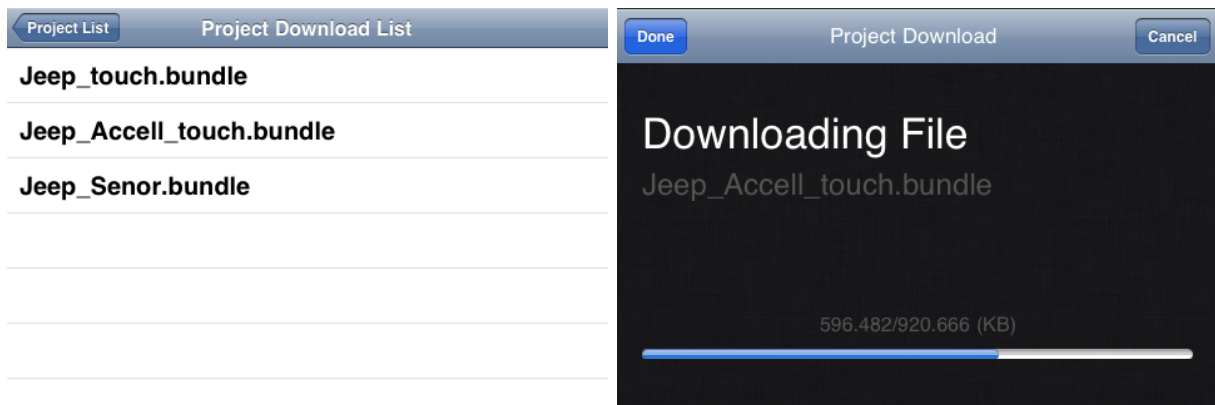 Project List
Project Download List
Jeep_touch.bundle
Jeep_Accell_touch.bundle
Jeep_Senor.bundle
Done
Project Download
Cancel
Downloading File
Jeep_Accell_touch.bundle
596.482/920.666 (KB)